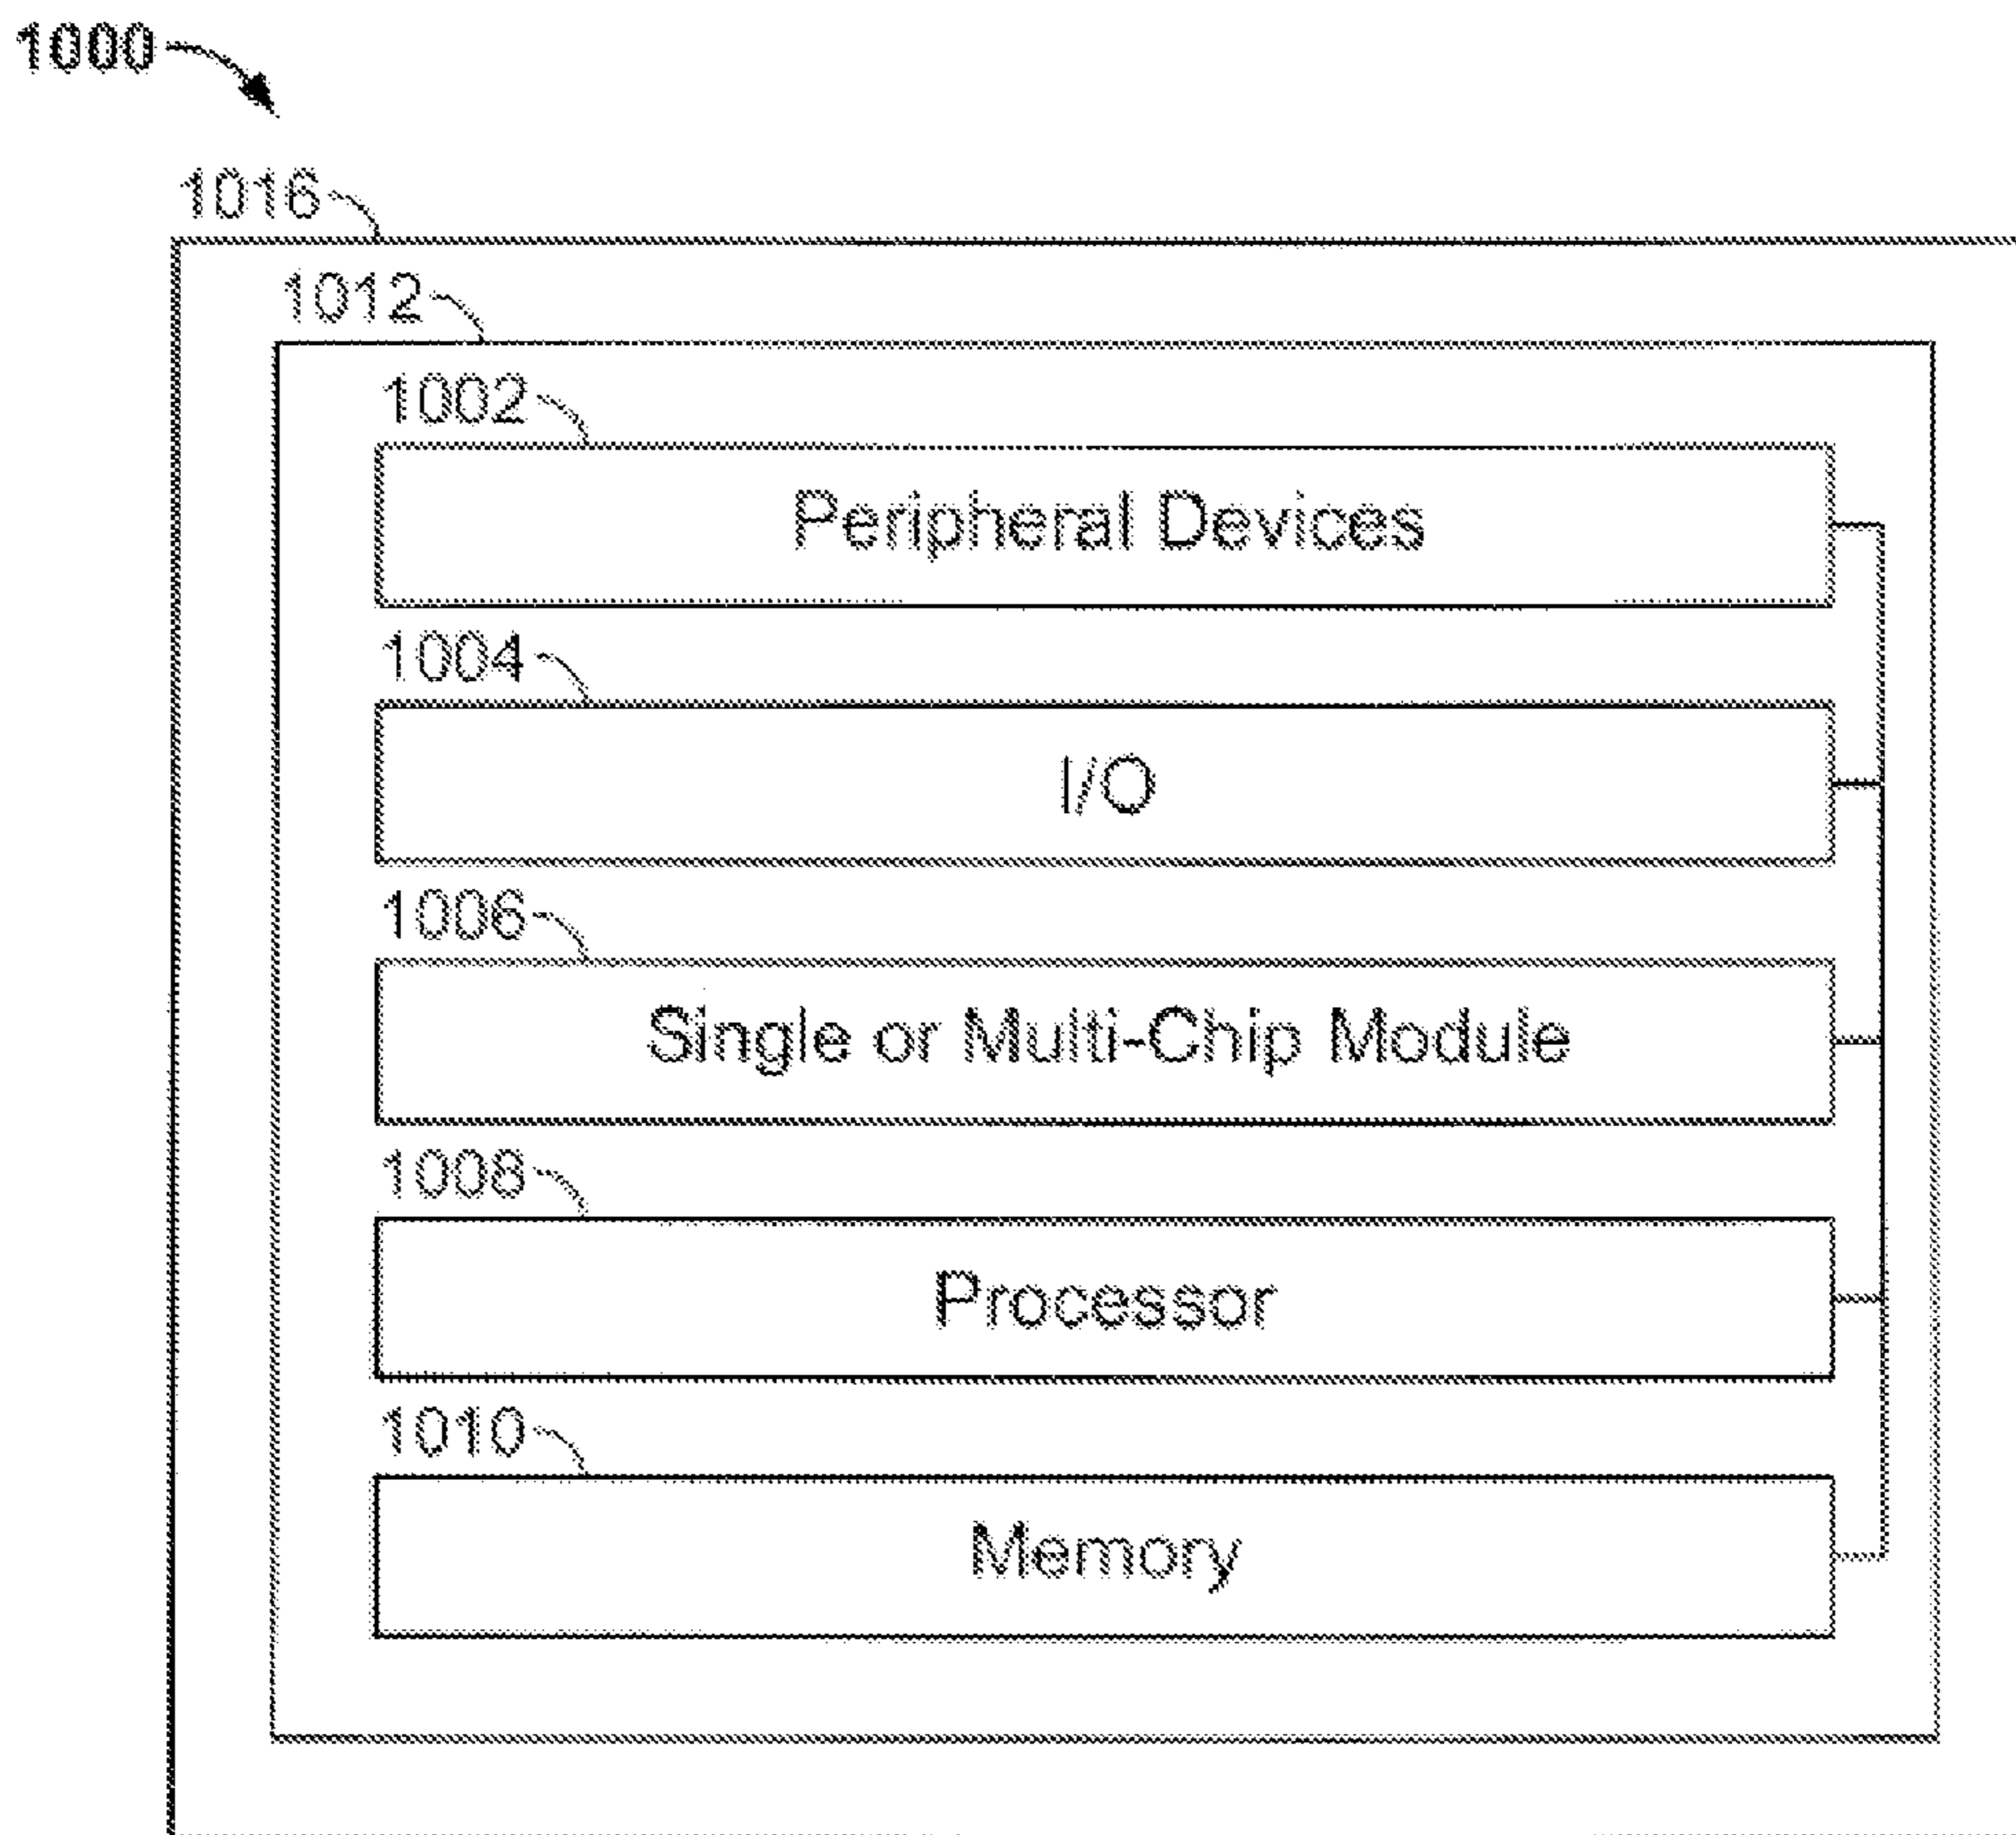 1000
1016
1012
1002
Peripheral Devices
1004
I/O
1006
Single or Multi-Chip Module
1008
Processor
1010
Memory